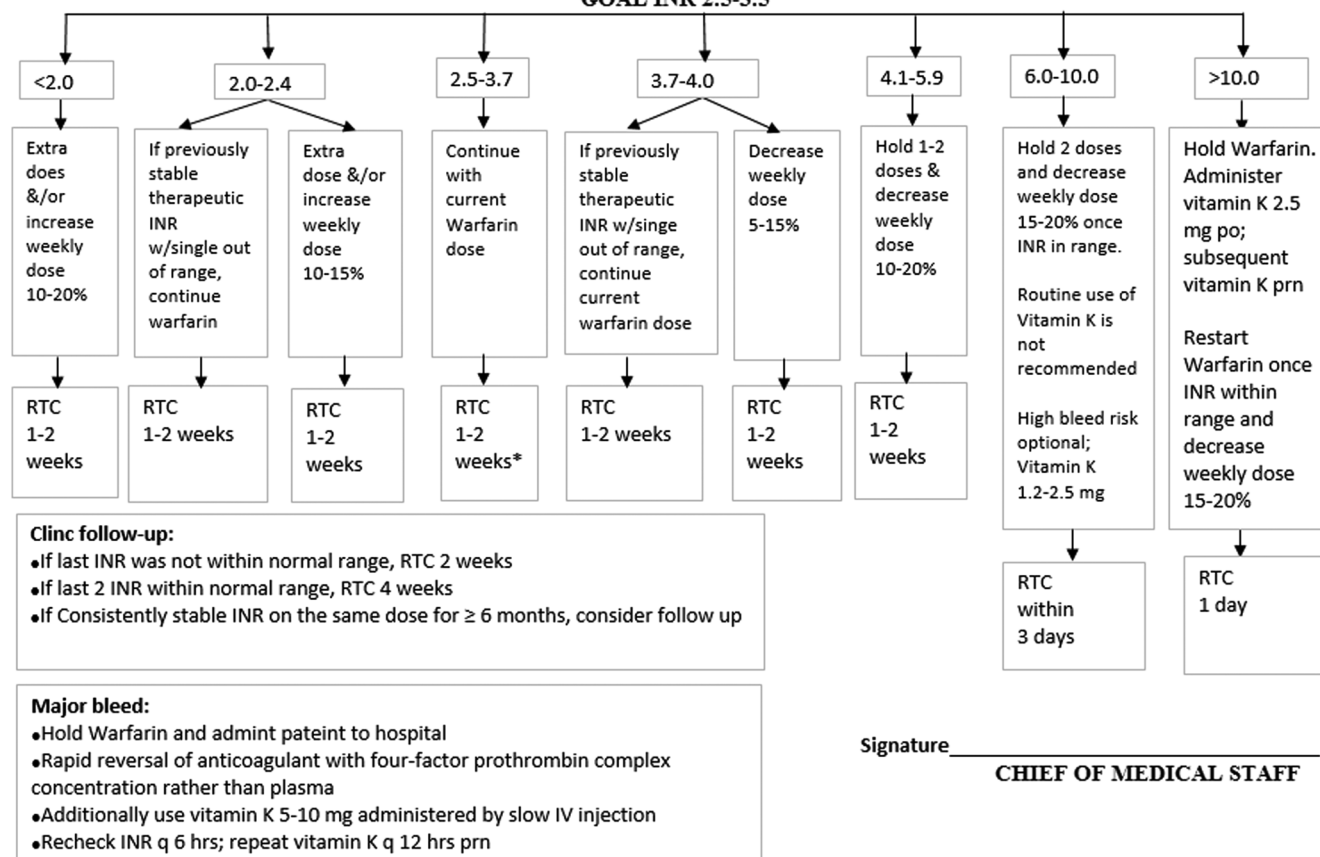 GOAL INR 2.5-3.5
<2.0
2.0-2.4
2.5-3.7
3.7-4.0
4.1-5.9
6.0-10.0
>10.0
Extra
does
&/or
increase
weekly
dose
10-20%
If previously
stable
therapeutic
INR
w/single out
of range,
continue
warfarin
Extra
dose &/or
increase
weekly
dose
10-15%
Continue
with
current
Warfarin
dose
If previously
stable
therapeutic
INR w/singe
out of range,
continue
current
warfarin dose
Decrease
weekly
dose
5-15%
Hold 1-2
doses &
decrease
weekly
dose
10-20%
Hold 2 doses
and decrease
weekly dose
15-20% once
INR in range.
Routine use of
Vitamin K is
not
recommended
High bleed risk
optional;
Vitamin K
1.2-2.5 mg
Hold Warfarin.
Administer
vitamin K 2.5
mg po;
subsequent
vitamin K prn
Restart
Warfarin once
INR within
range and
decrease
weekly dose
15-20%
RTC
1-2
weeks
RTC
1-2 weeks
RTC
1-2
weeks
RTC
1-2
weeks*
RTC
1-2 weeks
RTC
1-2
weeks
RTC
1-2
weeks
RTC
within
3 days
RTC
1 day
Clinc follow-up:
•If last INR was not within normal range, RTC 2 weeks
•If last 2 INR within normal range, RTC 4 weeks
•If Consistently stable INR on the same dose for ≥ 6 months, consider follow up
Major bleed:
•Hold Warfarin and admint pateint to hospital
•Rapid reversal of anticoagulant with four-factor prothrombin complex
concentration rather than plasma
•Additionally use vitamin K 5-10 mg administered by slow IV injection
•Recheck INR q 6 hrs; repeat vitamin K q 12 hrs prn
Signature
CHIEF OF MEDICAL STAFF